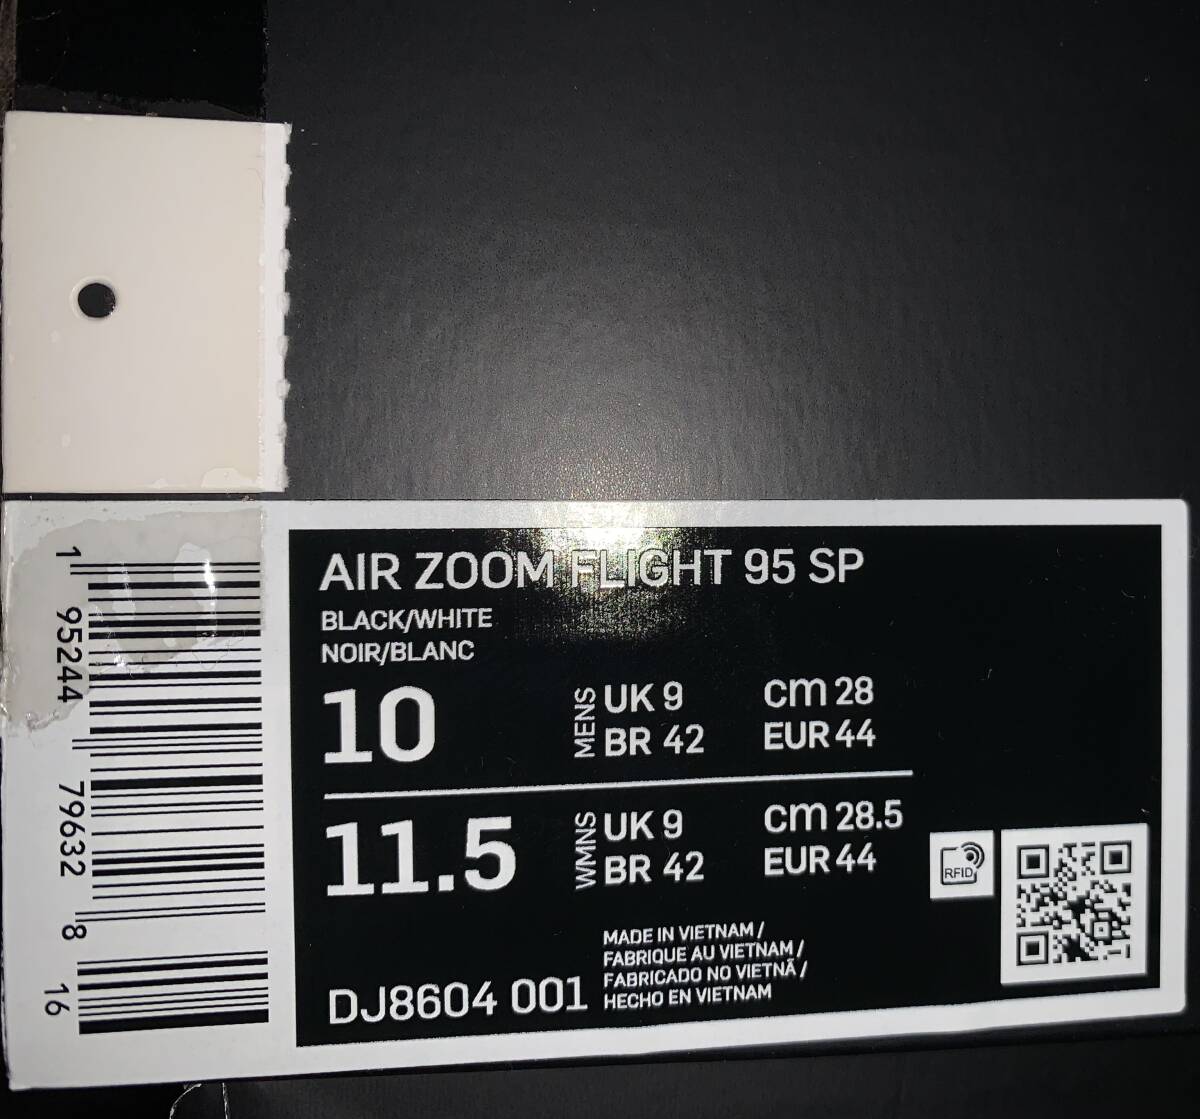 AIR ZOOM FLIGHT 95 SP
BLACK/WHITE
NOIR/BLANC
10 MENS UK 9 cm 28
BR 42 EUR 44
11.5 WMNS UK 9 cm 28.5
BR 42 EUR 44
RFID
MADE IN VIETNAM /
FABRIQUE AU VIETNAM /
FABRICADO NO VIETNÃ /
HECHO EN VIETNAM
DJ8604 001
1 95244 79632 8 16